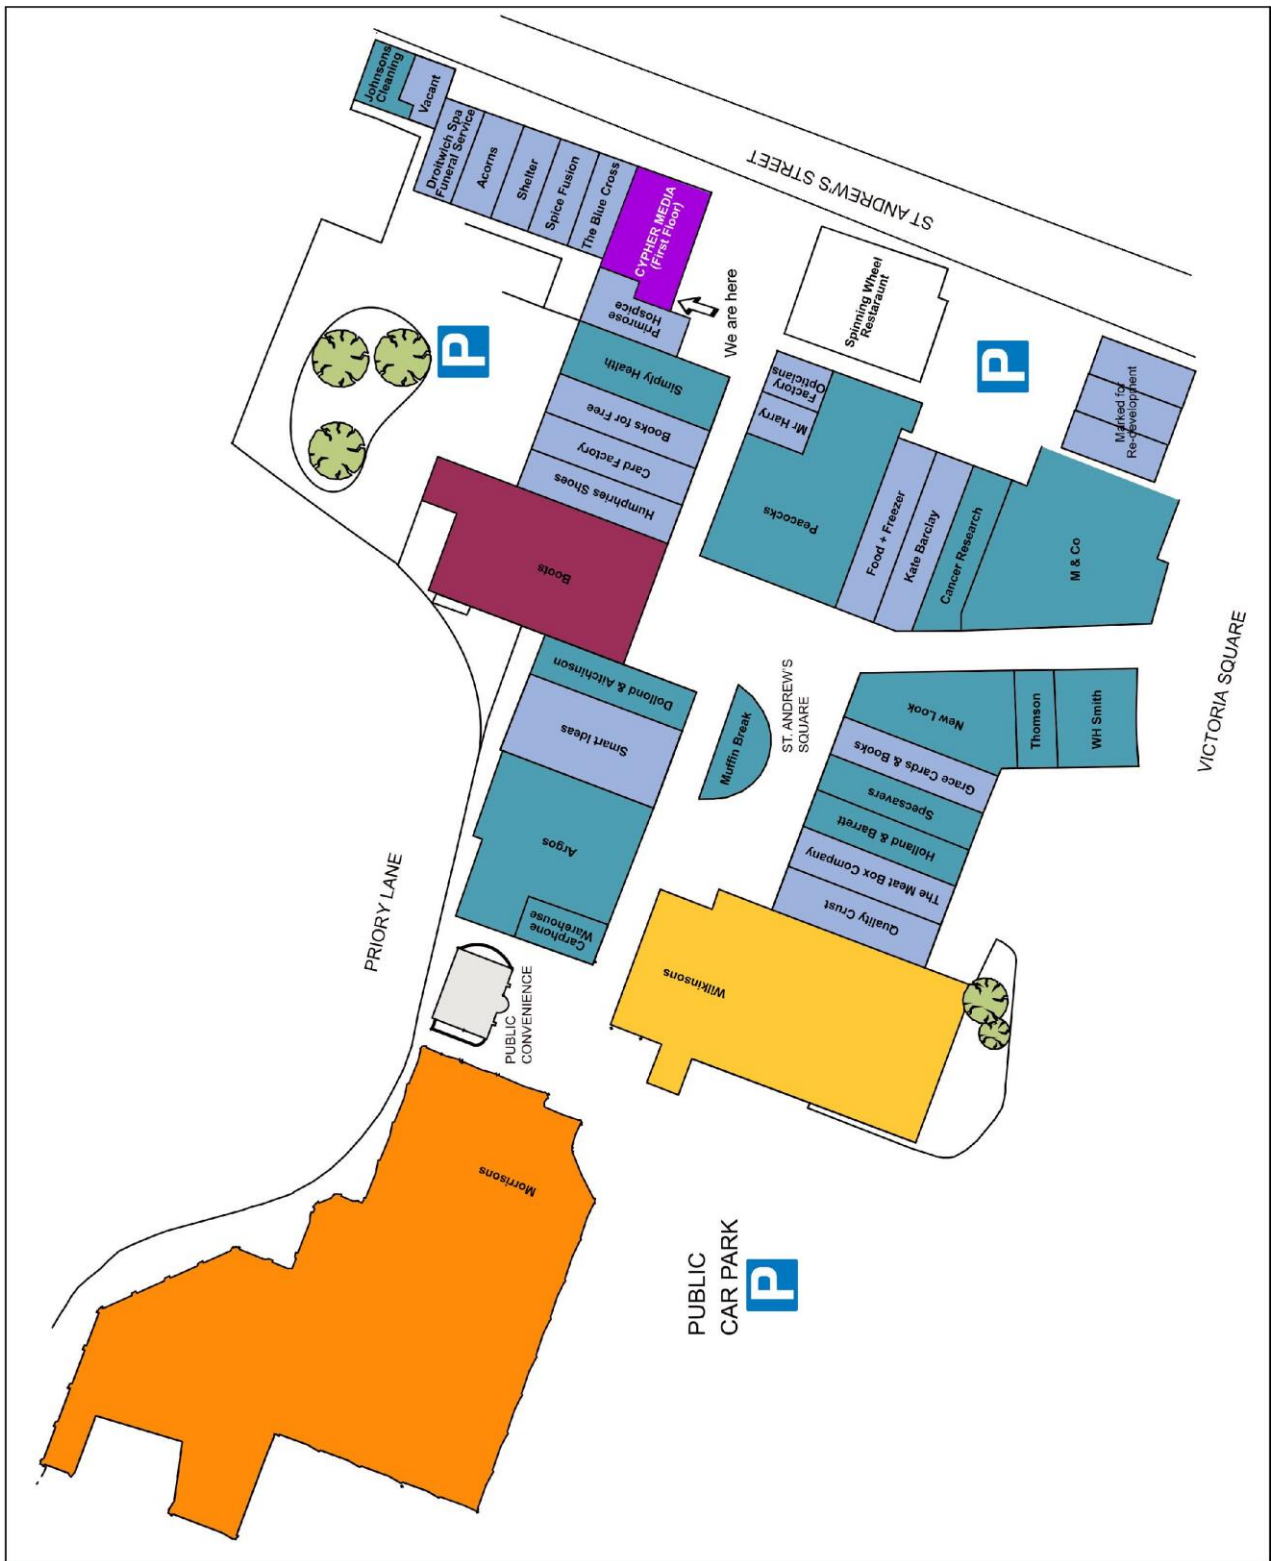 Johnsons
Cleaning
Vacant
Droitwich Spa
Funeral Service
Acorns
Shelter
Spice Fusion
The Blue Cross
CYPHER MEDIA
(First Floor)
Primrose
Hospice
We are here
ST ANDREW'S STREET
P
Simply Health
Books for Free
Card Factory
Humphries Shoes
Boots
Spinning Wheel
Restaraunt
P
Factory
Opticians
Mr Harry
Peacocks
Food + Freezer
Kate Barclay
Cancer Research
M & Co
Marked for
Re-development
Dollond & Aitchinson
Smart Ideas
Argos
Carphone
Warehouse
Muffin Break
ST. ANDREW'S
SQUARE
New Look
Thomson
WH Smith
VICTORIA SQUARE
Grace Cards & Books
Specsavers
Holland & Barrett
The Meat Box Company
Quality Crust
Wilkinsons
PRIORY LANE
PUBLIC
CONVENIENCE
Morrisons
PUBLIC
CAR PARK
P